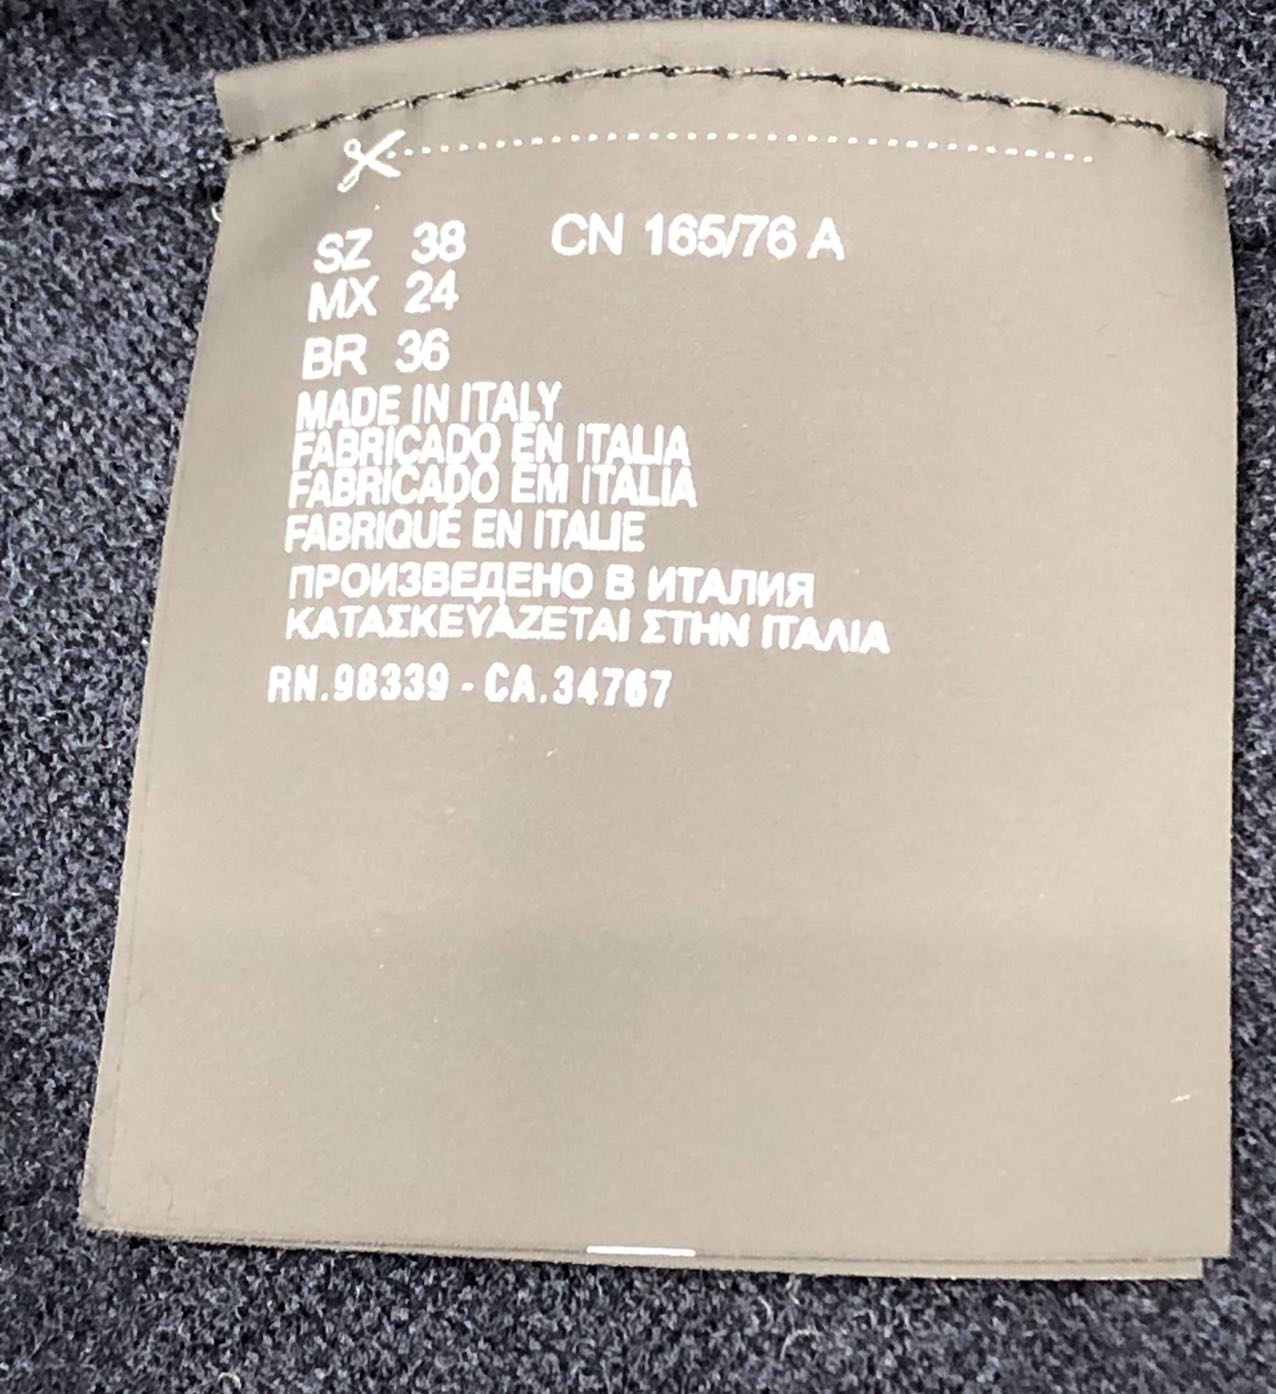 SZ 38 CN 165/76 A
MX 24
BR 36
MADE IN ITALY
FABRICADO EN ITALIA
FABRICADO EM ITALIA
FABRIQUÉ EN ITALIE
ПРОИЗВЕДЕНО В ИТАЛИЯ
ΚΑΤΑΣΚΕΥΑΖΕΤΑΙ ΣΤΗΝ ΙΤΑΛΙΑ
RN.98339 - CA.34767